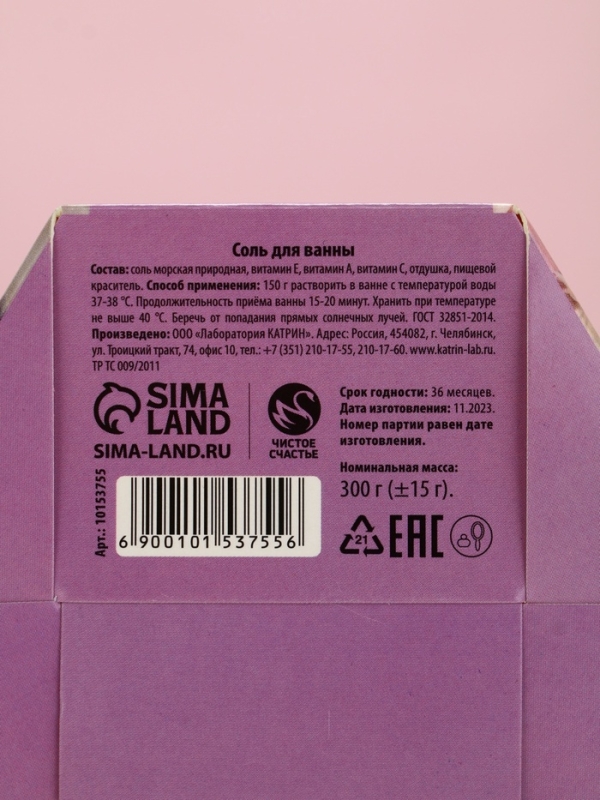 Соль для ванны
Состав: соль морская природная, витамин Е, витамин А, витамин С, отдушка, пищевой
краситель. Способ применения: 150 г растворить в ванне с температурой воды
37-38 °С. Продолжительность приёма ванны 15-20 минут. Хранить при температуре
не выше 40 °С. Беречь от попадания прямых солнечных лучей. ГОСТ 32851-2014.
Произведено: ООО «Лаборатория КАТРИН». Адрес: Россия, 454082, г. Челябинск,
ул. Троицкий тракт, 74, офис 10, тел.: +7 (351) 210-17-55, 210-17-60. www.katrin-lab.ru.
ТР ТС 009/2011
SIMA
LAND
SIMA-LAND.RU
ЧИСТОЕ
СЧАСТЬЕ
Срок годности: 36 месяцев.
Дата изготовления: 11.2023.
Номер партии равен дате
изготовления.
Номинальная масса:
300 г (±15 г).
Арт.: 10153755
6 900101 537556
21
EAC